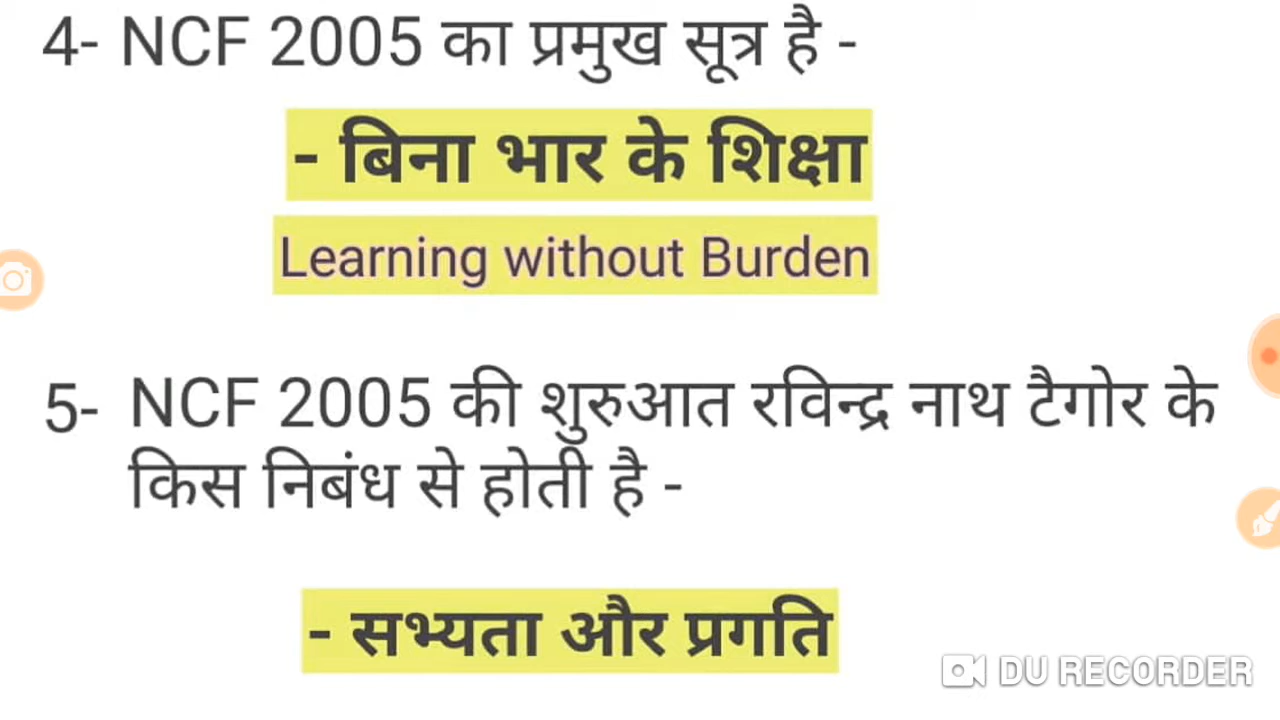 4- NCF 2005 का प्रमुख सूत्र है -
- बिना भार के शिक्षा
Learning without Burden
5- NCF 2005 की शुरुआत रविन्द्र नाथ टैगोर के
किस निबंध से होती है -
- सभ्यता और प्रगति
DU RECORDER